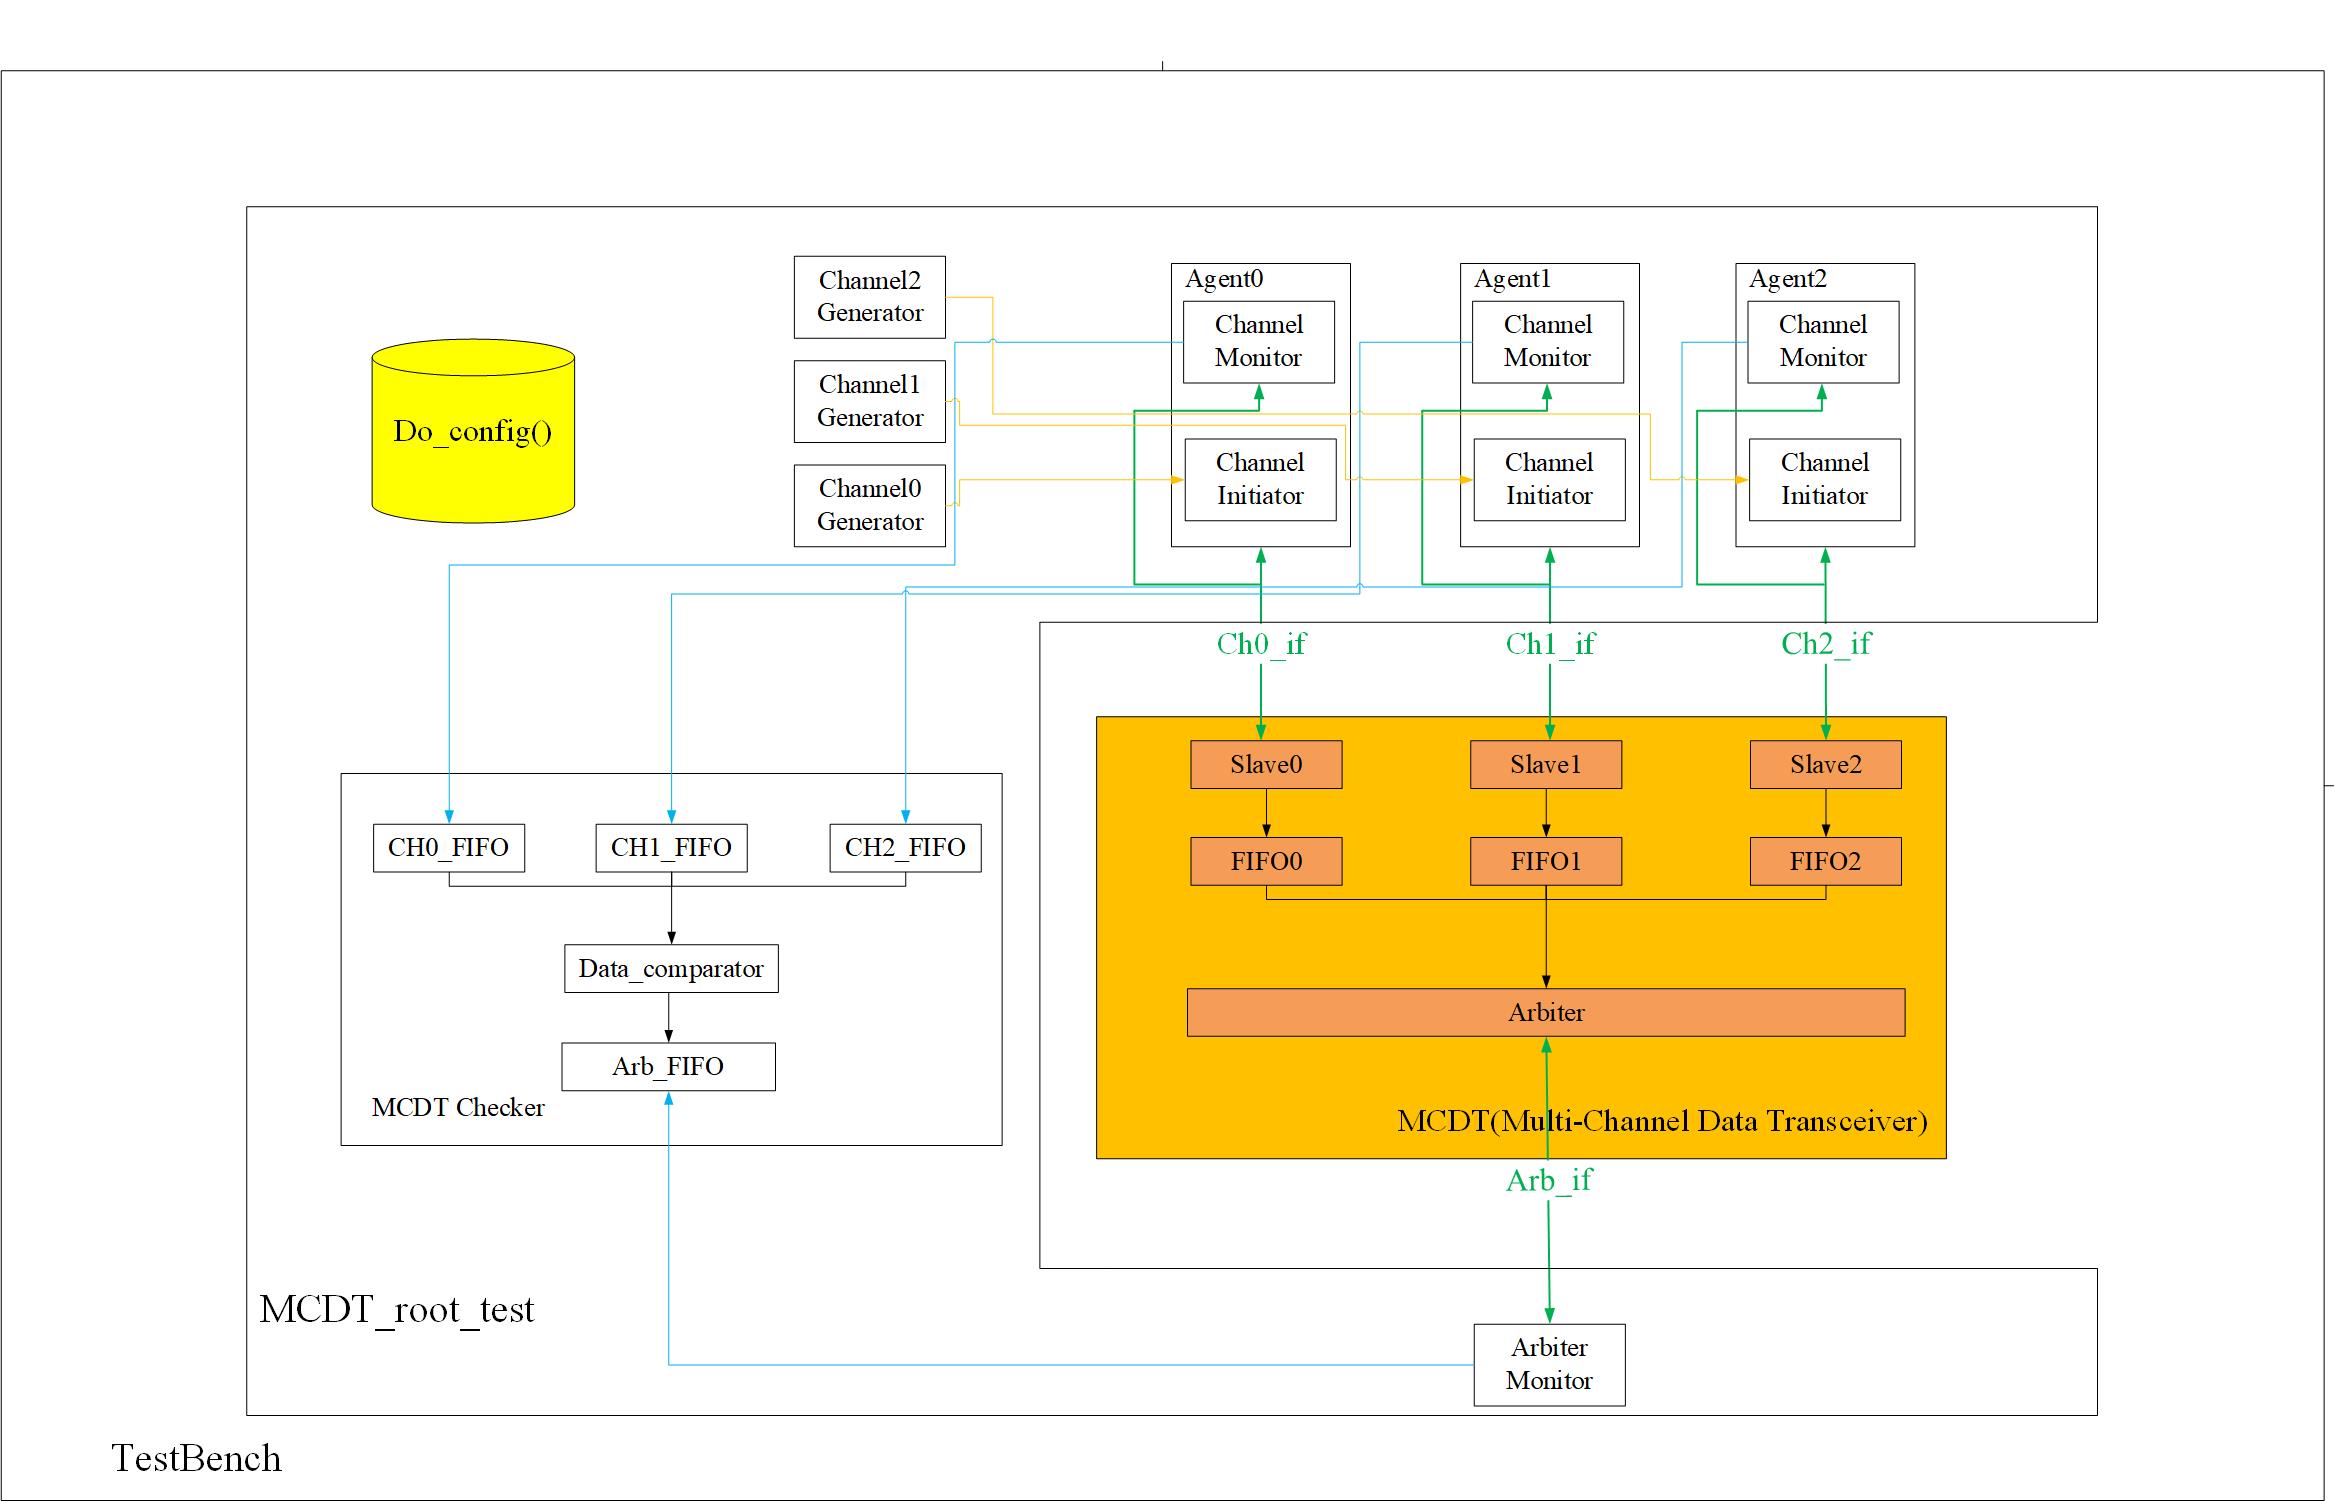 Channel2
Generator
Channel1
Generator
Channel0
Generator
Do_config()
Agent0
Channel
Monitor
Channel
Initiator
Agent1
Channel
Monitor
Channel
Initiator
Agent2
Channel
Monitor
Channel
Initiator
Ch0_if
Ch1_if
Ch2_if
Slave0
Slave1
Slave2
FIFO0
FIFO1
FIFO2
Arbiter
MCDT(Multi-Channel Data Transceiver)
Arb_if
CH0_FIFO
CH1_FIFO
CH2_FIFO
Data_comparator
Arb_FIFO
MCDT Checker
MCDT_root_test
Arbiter
Monitor
TestBench